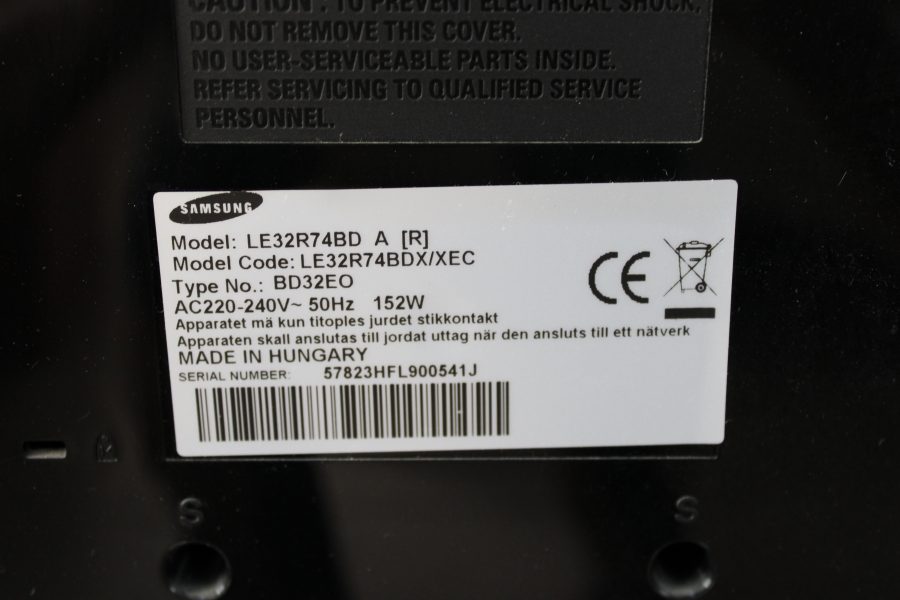 CAUTION : TO PREVENT ELECTRICAL SHOCK,
DO NOT REMOVE THIS COVER.
NO USER-SERVICEABLE PARTS INSIDE.
REFER SERVICING TO QUALIFIED SERVICE
PERSONNEL.
SAMSUNG
Model: LE32R74BD A [R]
Model Code: LE32R74BDX/XEC
Type No.: BD32EO
AC220-240V~ 50Hz 152W
Apparatet mä kun titoples jurdet stikkontakt
Apparaten skall anslutas till jordat uttag när den ansluts till ett nätverk
MADE IN HUNGARY
SERIAL NUMBER: 57823HFL900541J
CE
S S